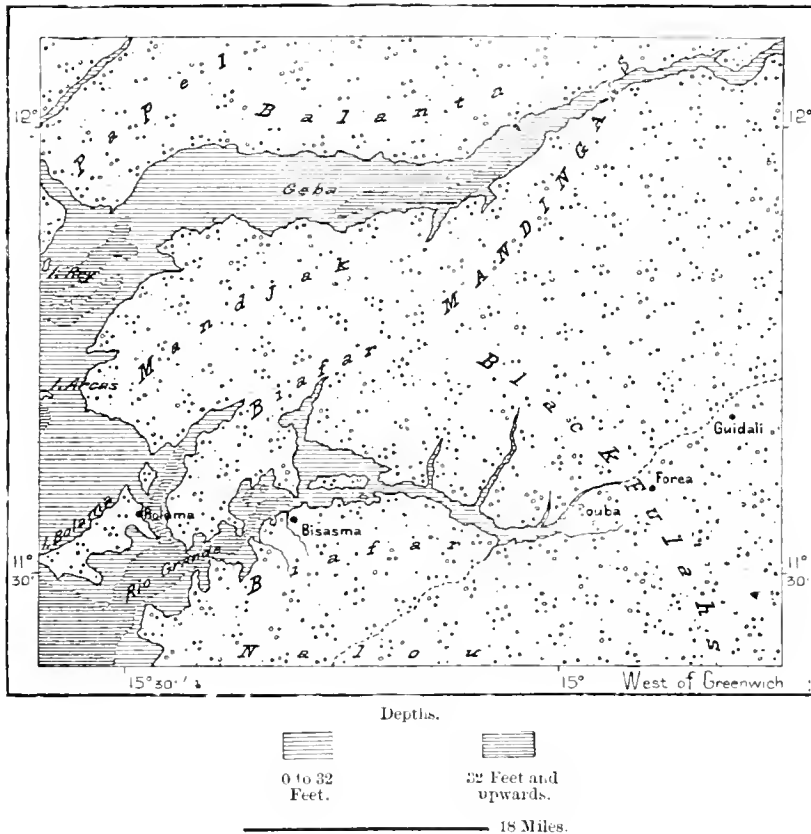 Papel
Balanta
12°
12°
Geba
I. Rey
MANDINGA
Mandjak
Biafar
I. Arcas
Black Fulahs
Guidali
Forea
Bolama
I. Bolama
Bisasma
Rio Grande
Biafar
11°
30'
11°
30'
Nalou
15°30'
15°
West of Greenwich
Depths.
0 to 32
Feet.
32 Feet and
upwards.
18 Miles.